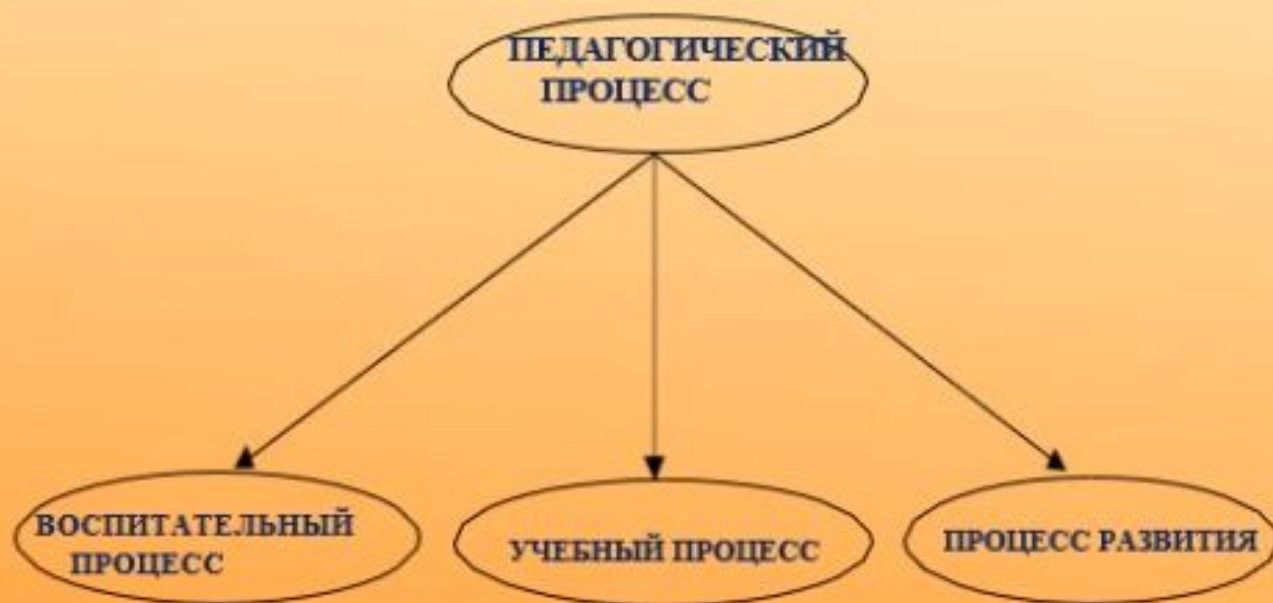 ПЕДАГОГИЧЕСКИЙ
ПРОЦЕСС
ВОСПИТАТЕЛЬНЫЙ
ПРОЦЕСС
УЧЕБНЫЙ ПРОЦЕСС
ПРОЦЕСС РАЗВИТИЯ